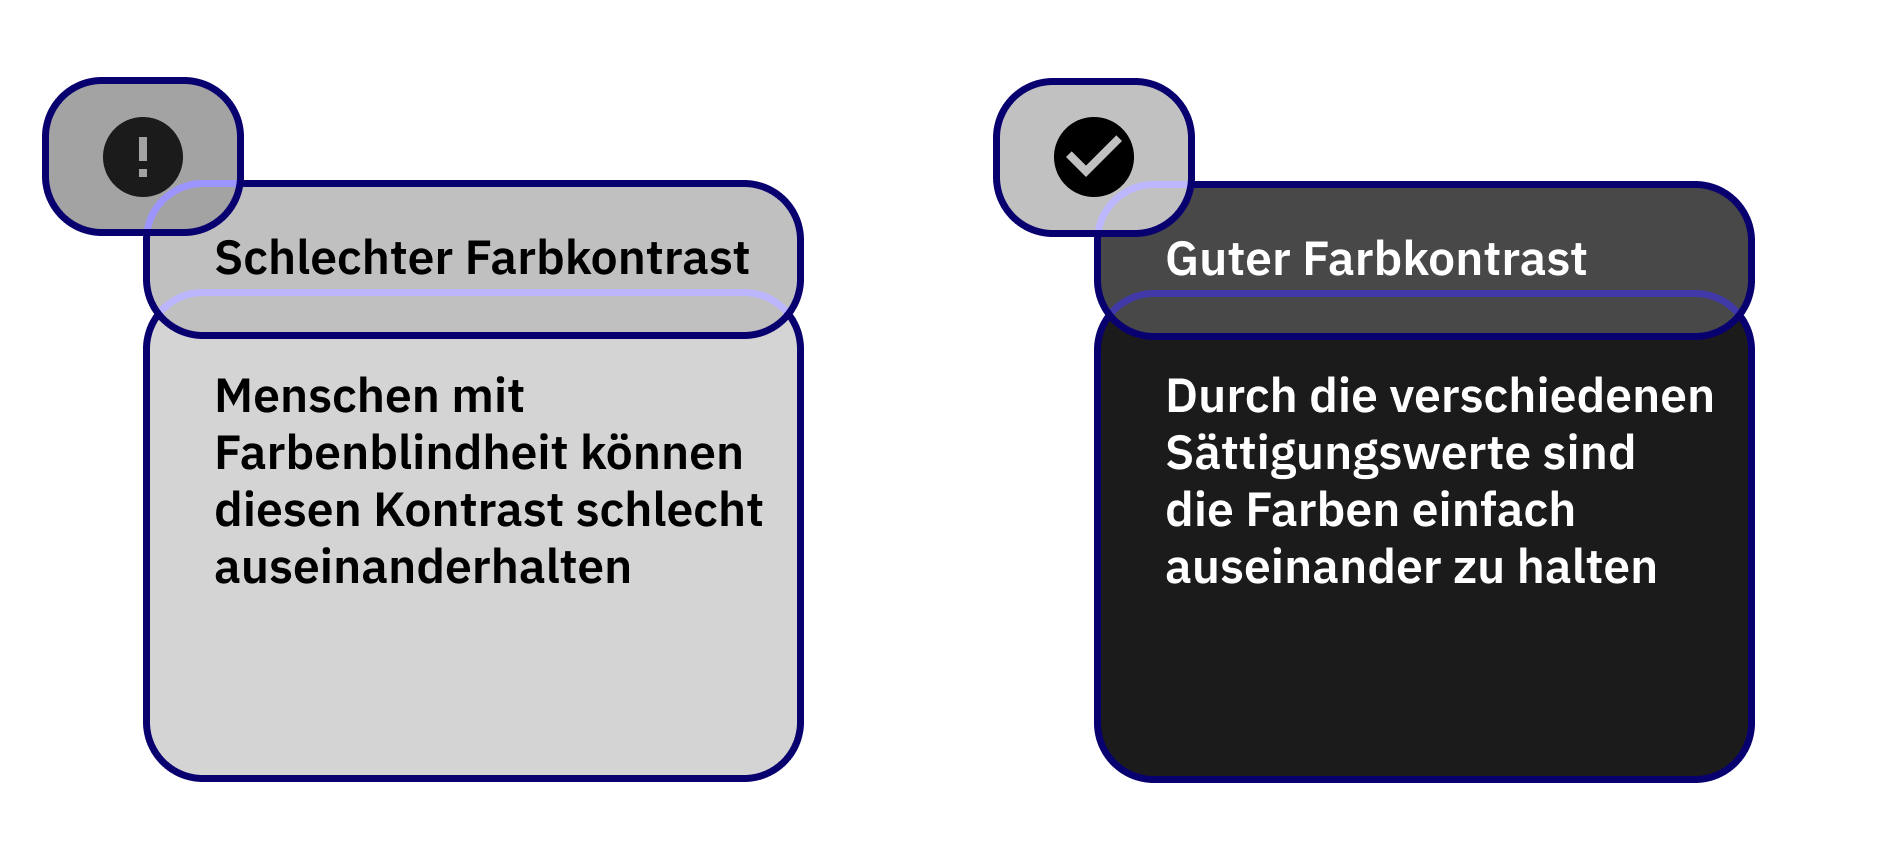 Schlechter Farbkontrast
Menschen mit
Farbenblindheit können
diesen Kontrast schlecht
auseinanderhalten
Guter Farbkontrast
Durch die verschiedenen
Sättigungswerte sind
die Farben einfach
auseinander zu halten